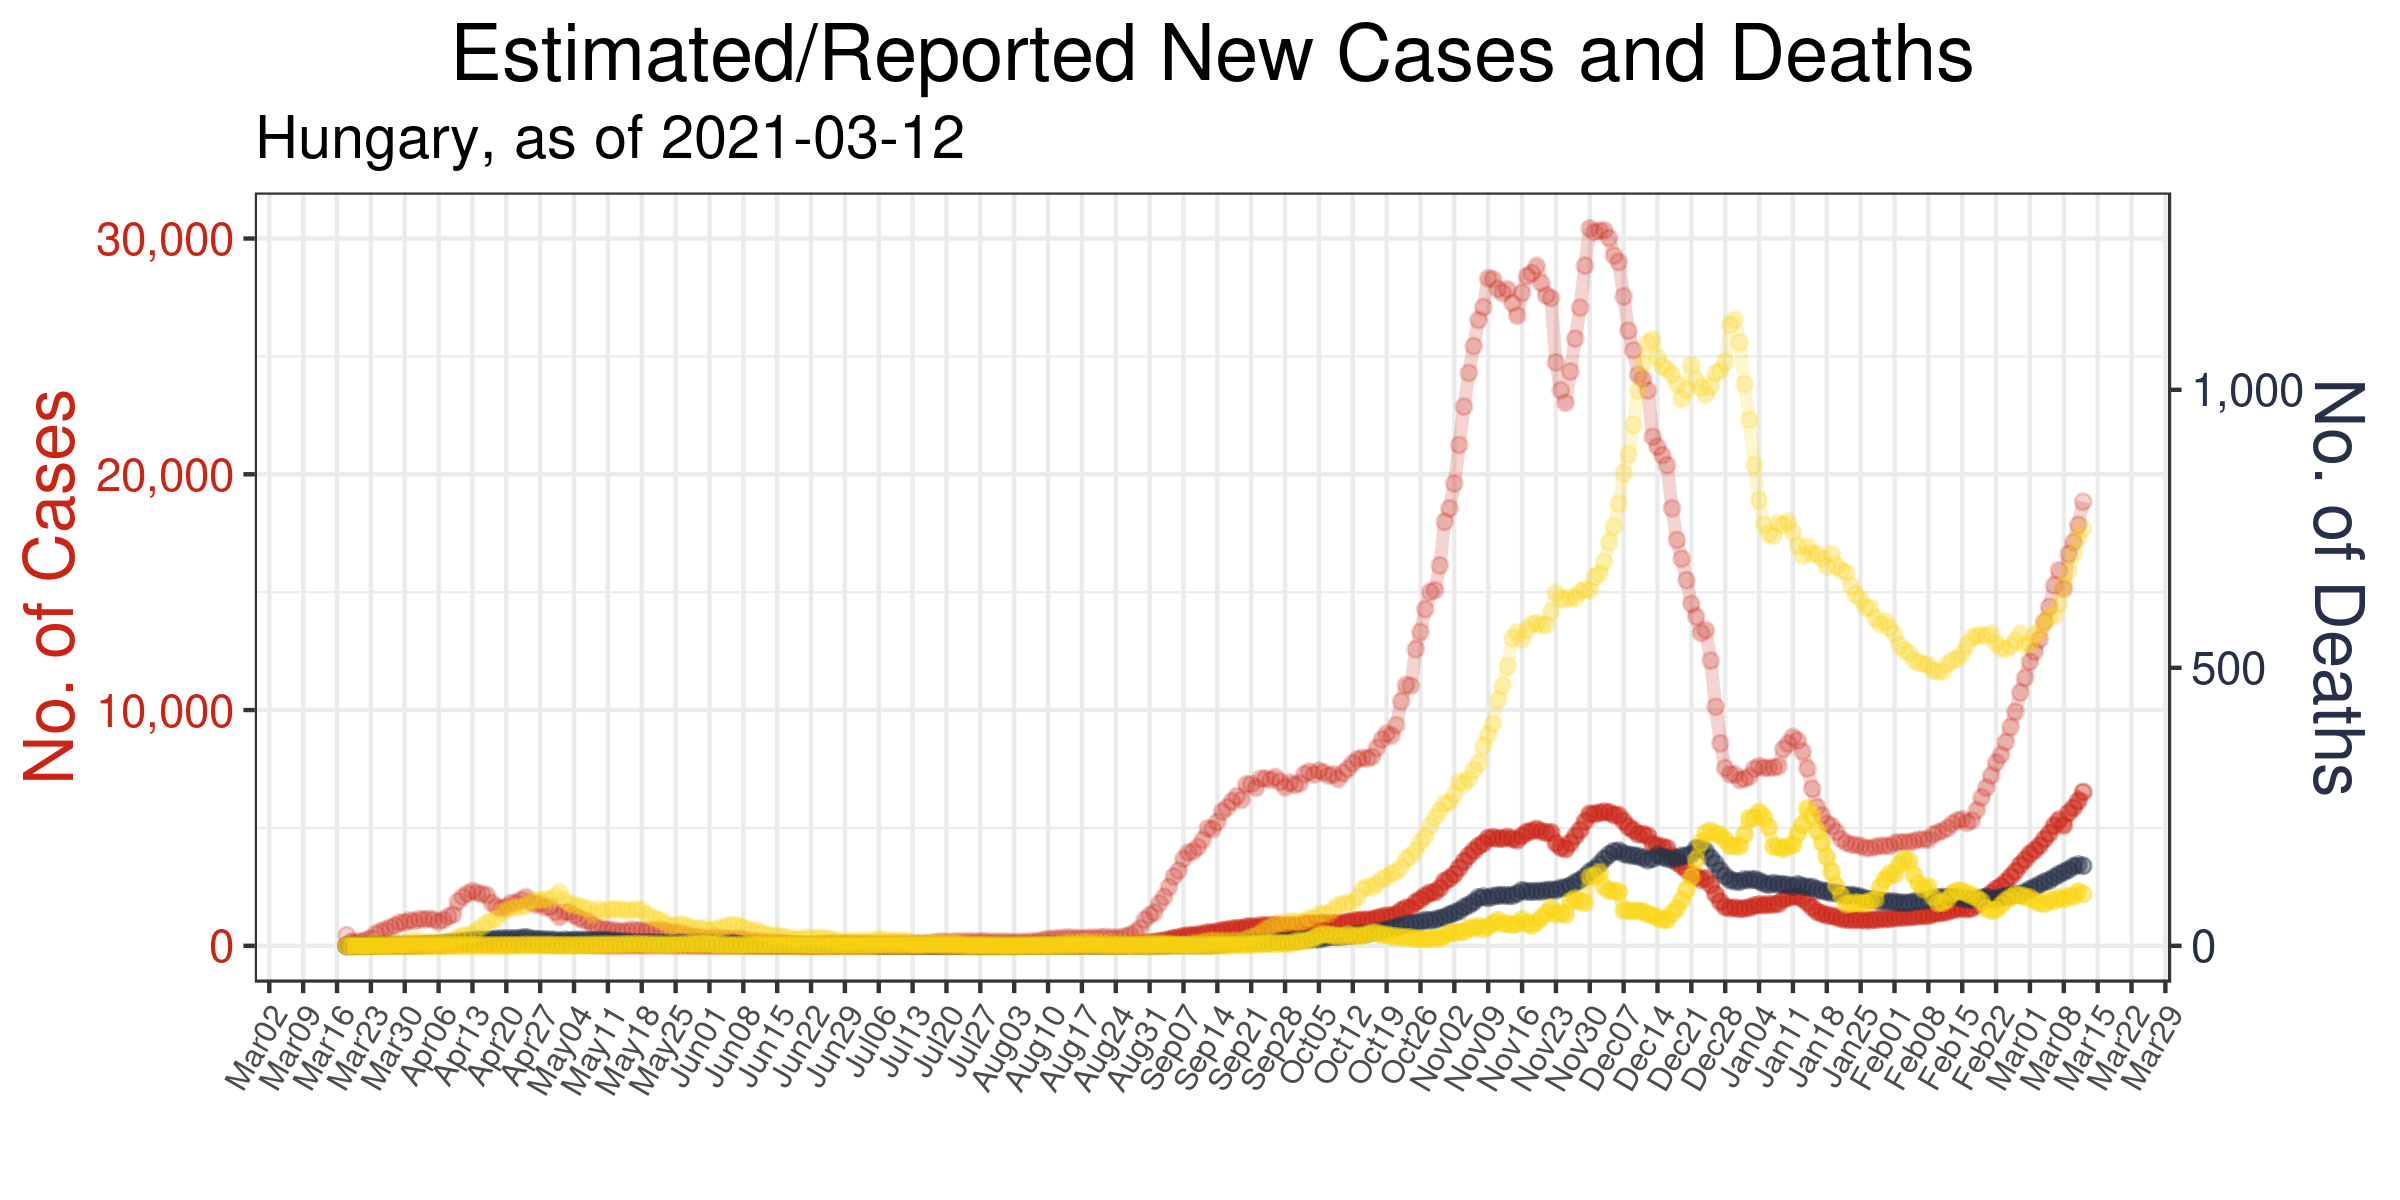 Estimated/Reported New Cases and Deaths
Hungary, as of 2021-03-12
No. of Cases
30,000
20,000
10,000
0
No. of Deaths
1,000
500
0
Mar02
Mar09
Mar16
Mar23
Mar30
Apr06
Apr13
Apr20
Apr27
May04
May11
May18
May25
Jun01
Jun08
Jun15
Jun22
Jun29
Jul06
Jul13
Jul20
Jul27
Aug03
Aug10
Aug17
Aug24
Aug31
Sep07
Sep14
Sep21
Sep28
Oct05
Oct12
Oct19
Oct26
Nov02
Nov09
Nov16
Nov23
Nov30
Dec07
Dec14
Dec21
Dec28
Jan04
Jan11
Jan18
Jan25
Feb01
Feb08
Feb15
Feb22
Mar01
Mar08
Mar15
Mar22
Mar29